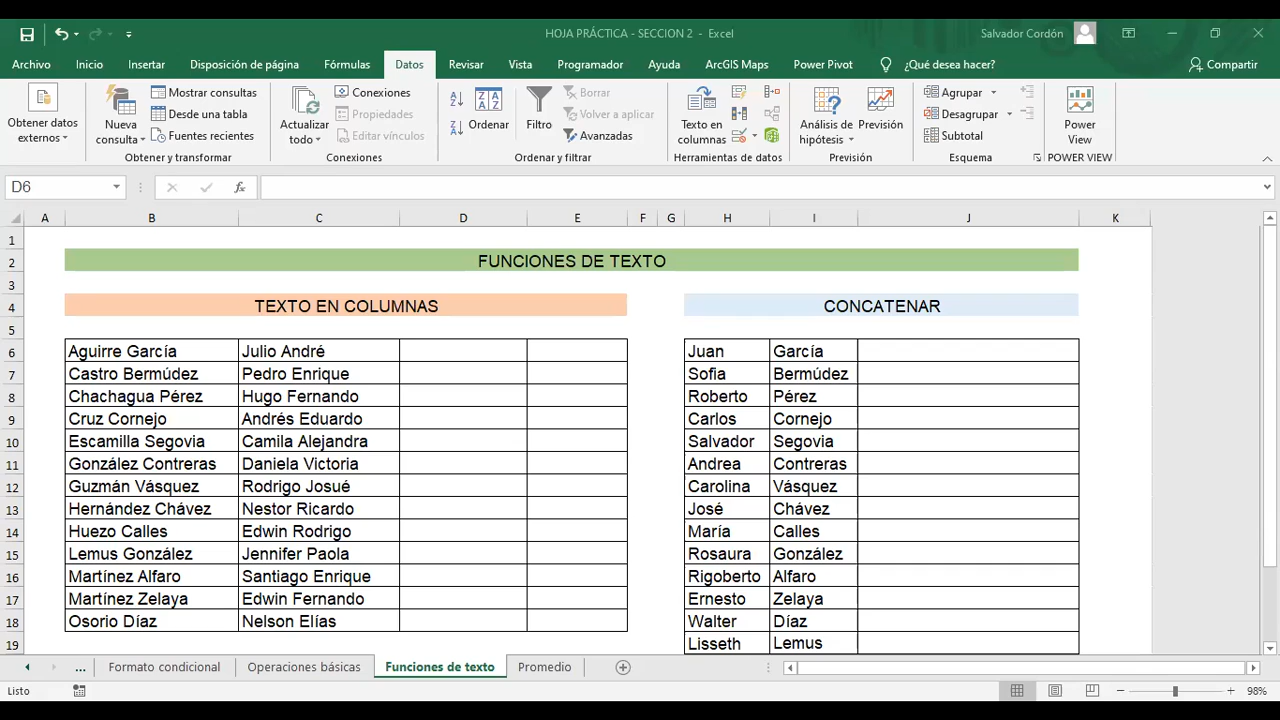 HOJA PRÁCTICA - SECCION 2 - Excel
Salvador Cordón
Archivo Inicio Insertar Disposición de página Fórmulas Datos Revisar Vista Programador Ayuda ArcGIS Maps Power Pivot ¿Qué desea hacer? Compartir
Obtener datos externos
Nueva consulta
Mostrar consultas
Desde una tabla
Fuentes recientes
Obtener y transformar
Actualizar todo
Conexiones
Propiedades
Editar vínculos
Conexiones
Ordenar
Filtro
Borrar
Volver a aplicar
Avanzadas
Ordenar y filtrar
Texto en columnas
Herramientas de datos
Análisis de hipótesis
Previsión
Previsión
Agrupar
Desagrupar
Subtotal
Esquema
Power View
POWER VIEW
D6 fx
A B C D E F G H I J K
1
2 FUNCIONES DE TEXTO
3
4 TEXTO EN COLUMNAS CONCATENAR
5
6 Aguirre García Julio André Juan García
7 Castro Bermúdez Pedro Enrique Sofia Bermúdez
8 Chachagua Pérez Hugo Fernando Roberto Pérez
9 Cruz Cornejo Andrés Eduardo Carlos Cornejo
10 Escamilla Segovia Camila Alejandra Salvador Segovia
11 González Contreras Daniela Victoria Andrea Contreras
12 Guzmán Vásquez Rodrigo Josué Carolina Vásquez
13 Hernández Chávez Nestor Ricardo José Chávez
14 Huezo Calles Edwin Rodrigo María Calles
15 Lemus González Jennifer Paola Rosaura González
16 Martínez Alfaro Santiago Enrique Rigoberto Alfaro
17 Martínez Zelaya Edwin Fernando Ernesto Zelaya
18 Osorio Díaz Nelson Elías Walter Díaz
19 Lisseth Lemus
... Formato condicional Operaciones básicas Funciones de texto Promedio
Listo 98%